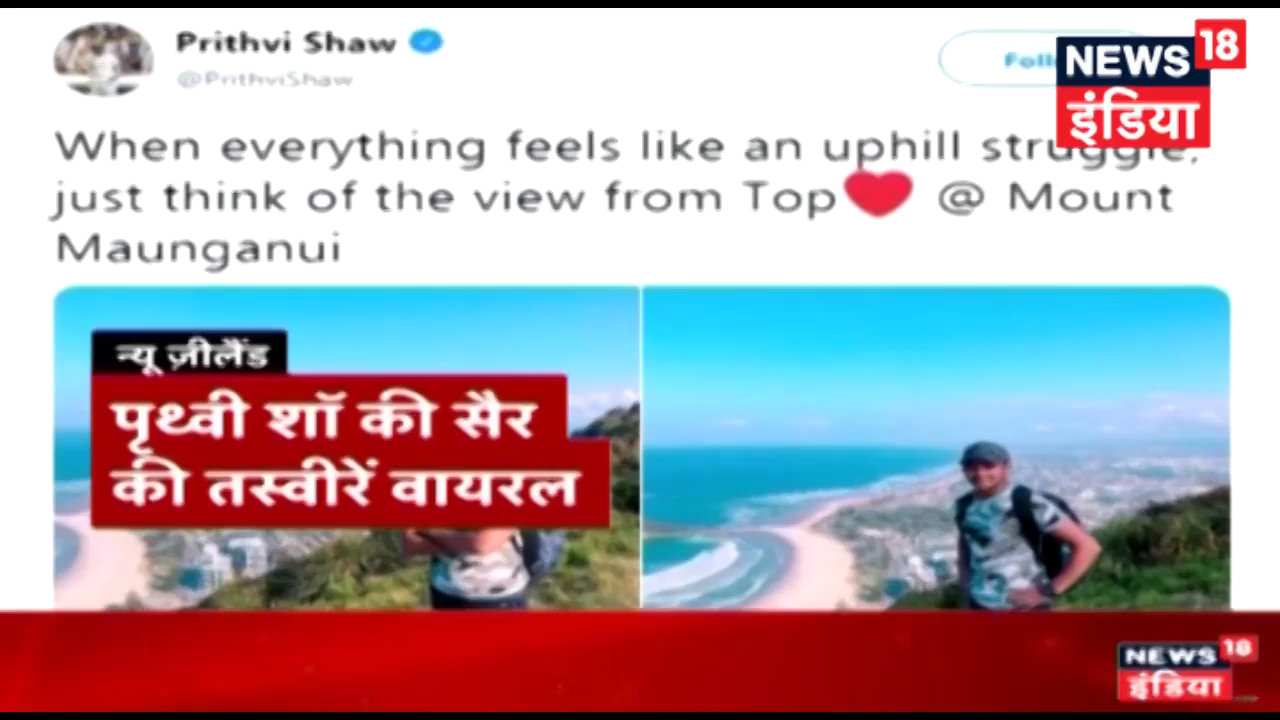 Prithvi Shaw
@PrithviShaw
NEWS 18
इंडिया
When everything feels like an uphill struggle,
just think of the view from Top❤️ @ Mount
Maunganui
न्यू ज़ीलैंड
पृथ्वी शॉ की सैर
की तस्वीरें वायरल
NEWS 18
इंडिया